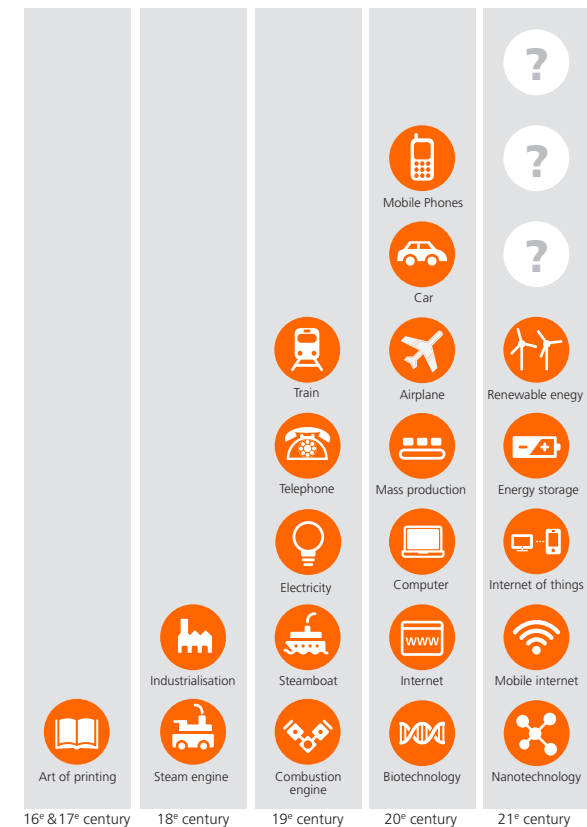 ?
?
Mobile Phones
?
Car
Train
Airplane
Renewable enegy
Telephone
Mass production
Energy storage
Electricity
Computer
Internet of things
www
Industrialisation
Steamboat
Internet
Mobile internet
Art of printing
Steam engine
Combustion
engine
Biotechnology
Nanotechnology
16ᵉ & 17ᵉ century
18ᵉ century
19ᵉ century
20ᵉ century
21ᵉ century